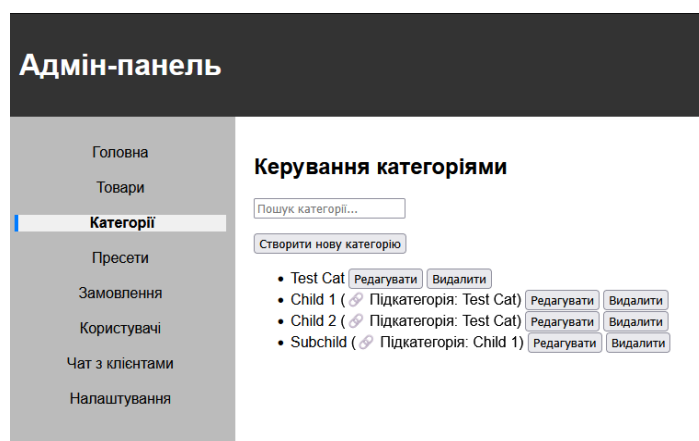 Адмін-панель
Головна
Товари
Категорії
Пресети
Замовлення
Користувачі
Чат з клієнтами
Налаштування
Керування категоріями
Пошук категорії...
Створити нову категорію
Test Cat Редагувати Видалити
Child 1 (🔗 Підкатегорія: Test Cat) Редагувати Видалити
Child 2 (🔗 Підкатегорія: Test Cat) Редагувати Видалити
Subchild (🔗 Підкатегорія: Child 1) Редагувати Видалити